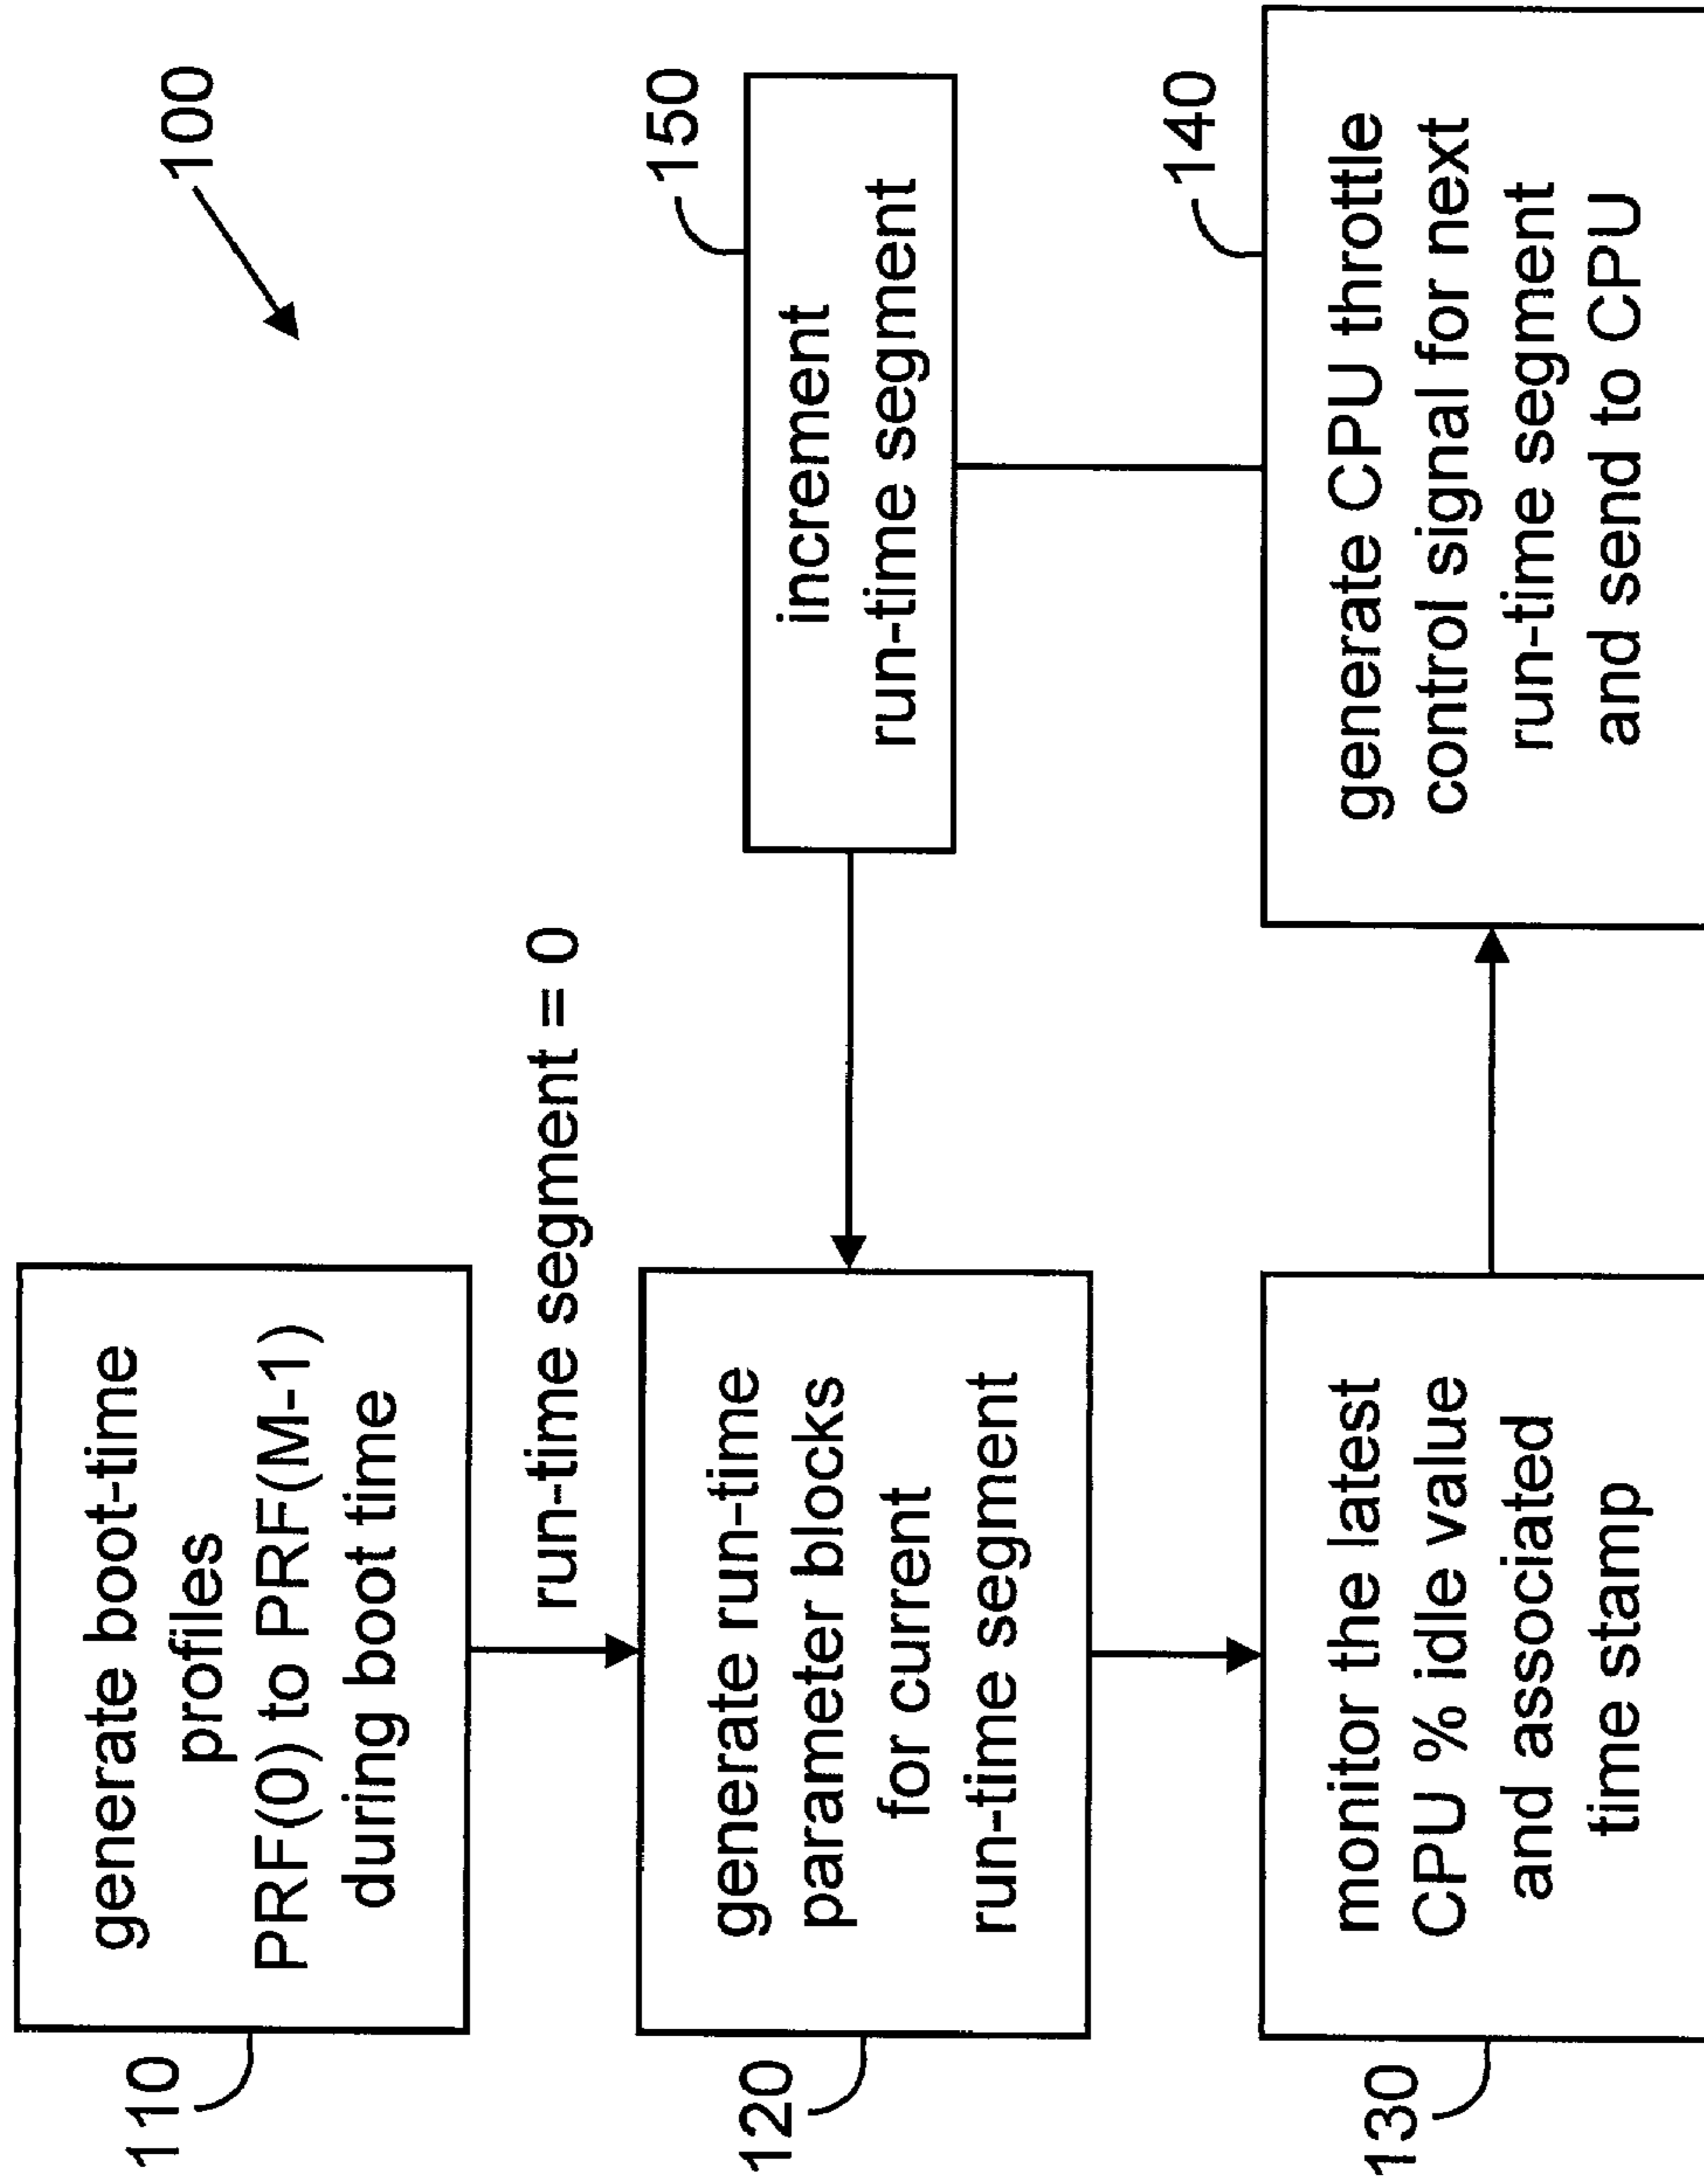 100
110
generate boot-time
profiles
PRF(0) to PRF(M-1)
during boot time
run-time segment = 0
120
generate run-time
parameter blocks
for current
run-time segment
150
increment
run-time segment
130
monitor the latest
CPU % idle value
and associated
time stamp
140
generate CPU throttle
control signal for next
run-time segment
and send to CPU